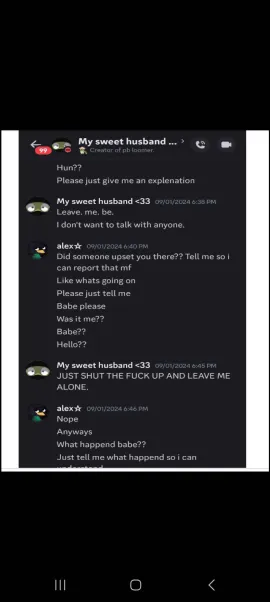 My sweet husband ... >
99
Creator of pb loomer.
Hun??
Please just give me an explenation
My sweet husband <33 09/01/2024 6:39 PM
Leave. me. be.
I don't want to talk with anyone.
alex☆ 09/01/2024 6:40 PM
Did someone upset you there?? Tell me so i
can report that mf
Like whats going on
Please just tell me
Babe please
Was it me??
Babe??
Hello??
My sweet husband <33 09/01/2024 6:45 PM
JUST SHUT THE FUCK UP AND LEAVE ME
ALONE.
alex☆ 09/01/2024 6:46 PM
Nope
Anyways
What happend babe??
Just tell me what happend so i can
understand